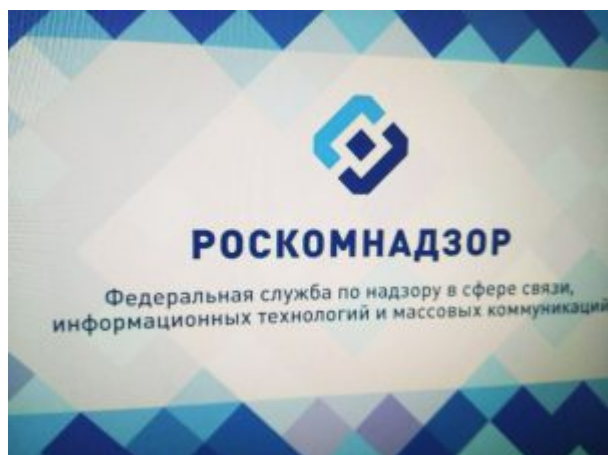 РОСКОМНАДЗОР
Федеральная служба по надзору в сфере связи,
информационных технологий и массовых коммуникаций